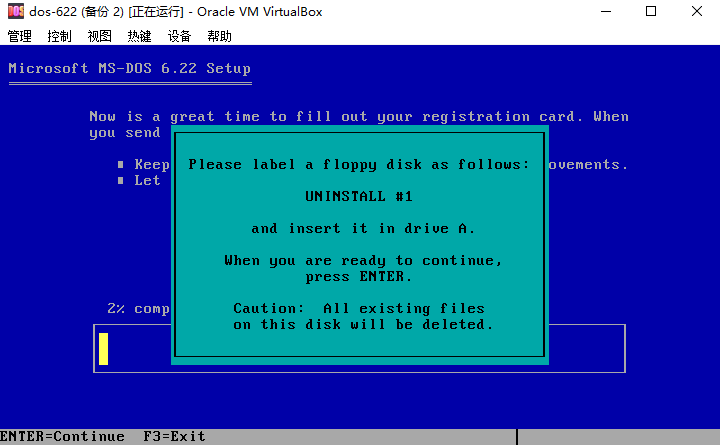 DOS
dos-622 (备份 2) [正在运行] - Oracle VM VirtualBox
管理 控制 视图 热键 设备 帮助
Microsoft MS-DOS 6.22 Setup
Now is a great time to fill out your registration card. When
you send
Keep ovements.
Let
Please label a floppy disk as follows:
UNINSTALL #1
and insert it in drive A.
When you are ready to continue,
press ENTER.
Caution: All existing files
on this disk will be deleted.
2% comp
ENTER=Continue F3=Exit